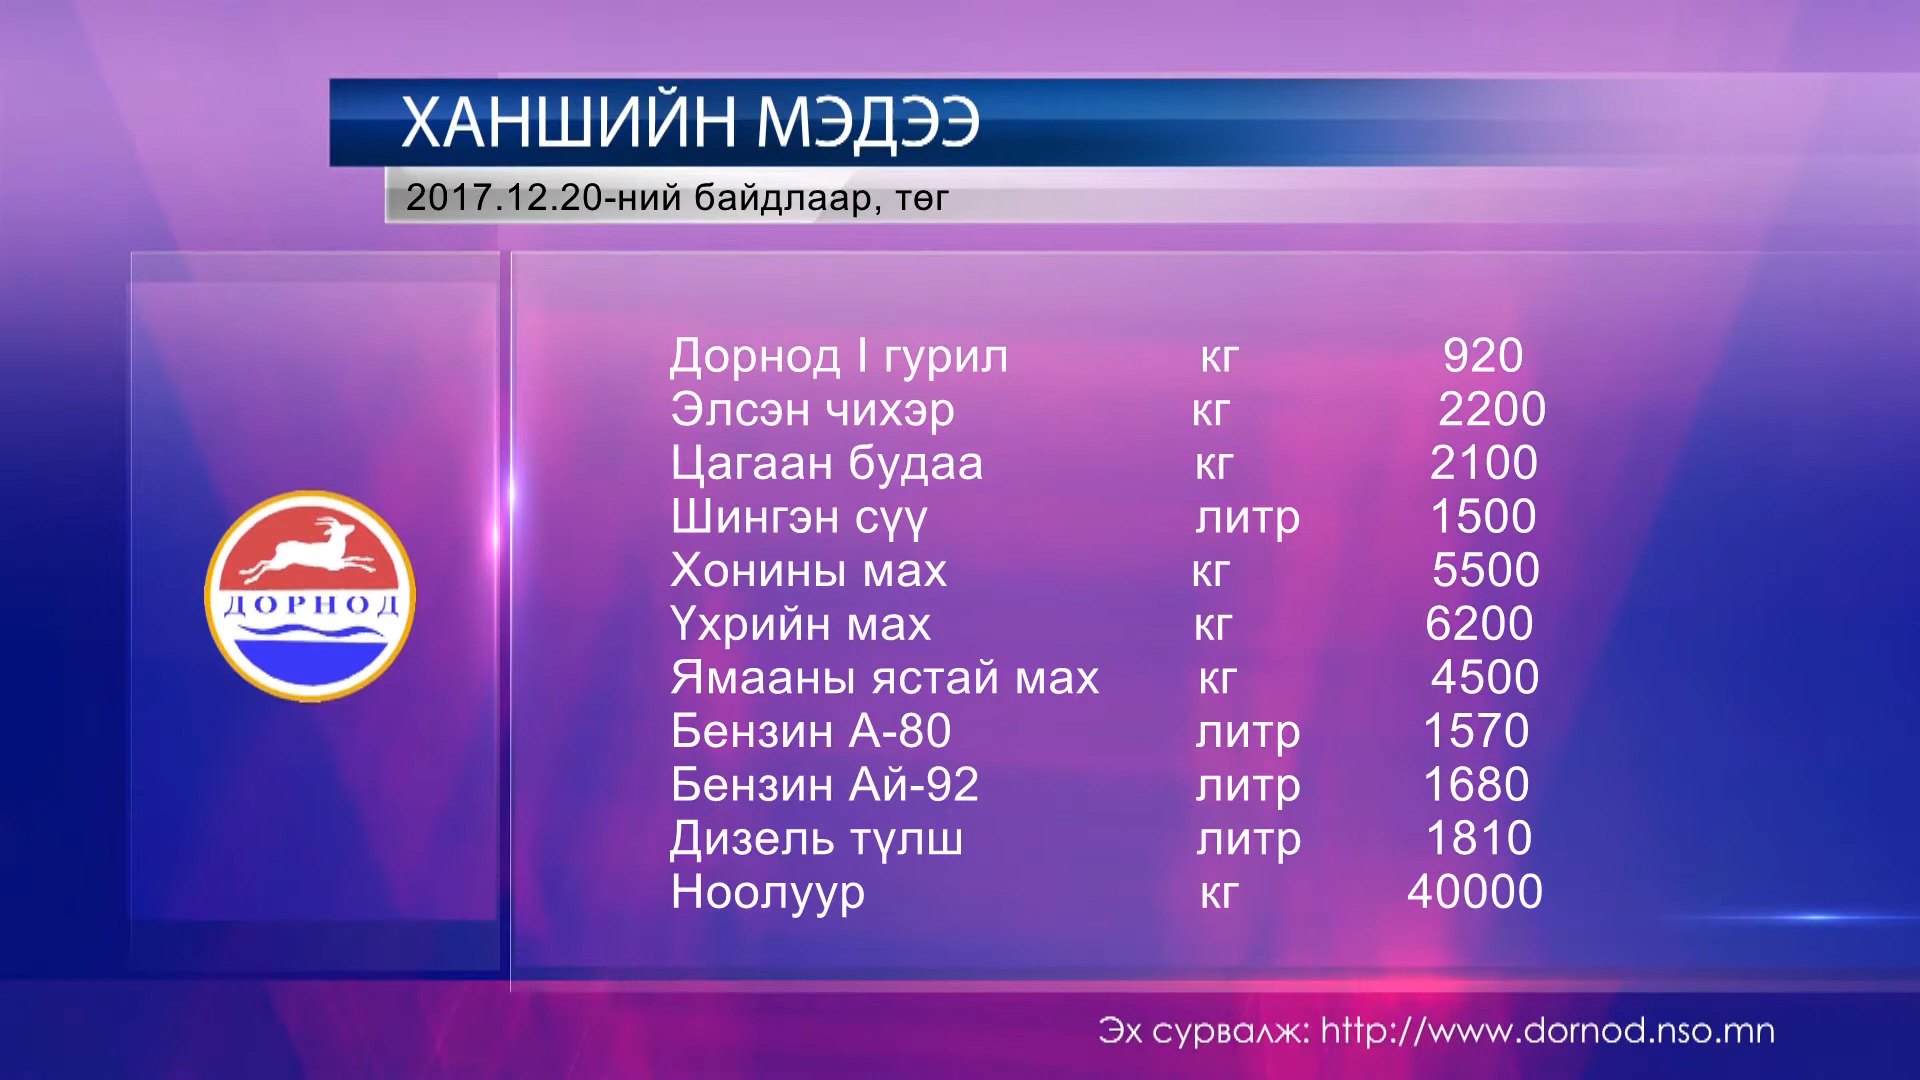 ХАНШИЙН МЭДЭЭ
2017.12.20-ний байдлаар, төг
Дорнод I гурил кг 920
Элсэн чихэр кг 2200
Цагаан будаа кг 2100
Шингэн сүү литр 1500
Хонины мах кг 5500
Үхрийн мах кг 6200
Ямааны ястай мах кг 4500
Бензин А-80 литр 1570
Бензин Ай-92 литр 1680
Дизель түлш литр 1810
Ноолуур кг 40000
ДОРНОД
Эх сурвалж: http://www.dornod.nso.mn